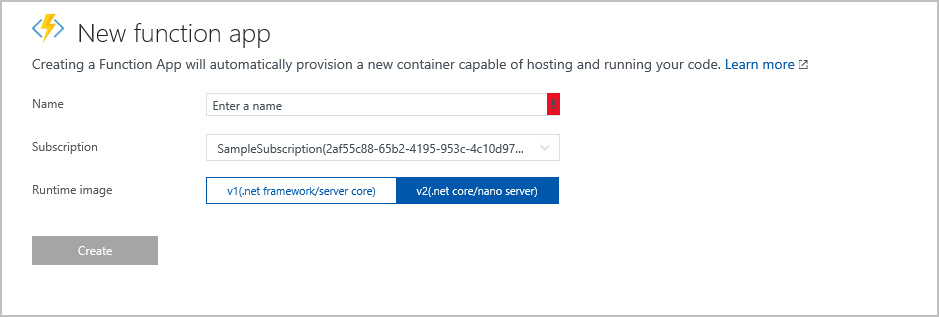 New function app
Creating a Function App will automatically provision a new container capable of hosting and running your code. Learn more
Name
Enter a name
Subscription
SampleSubscription(2af55c88-65b2-4195-953c-4c10d97...
Runtime image
v1(.net framework/server core)
v2(.net core/nano server)
Create